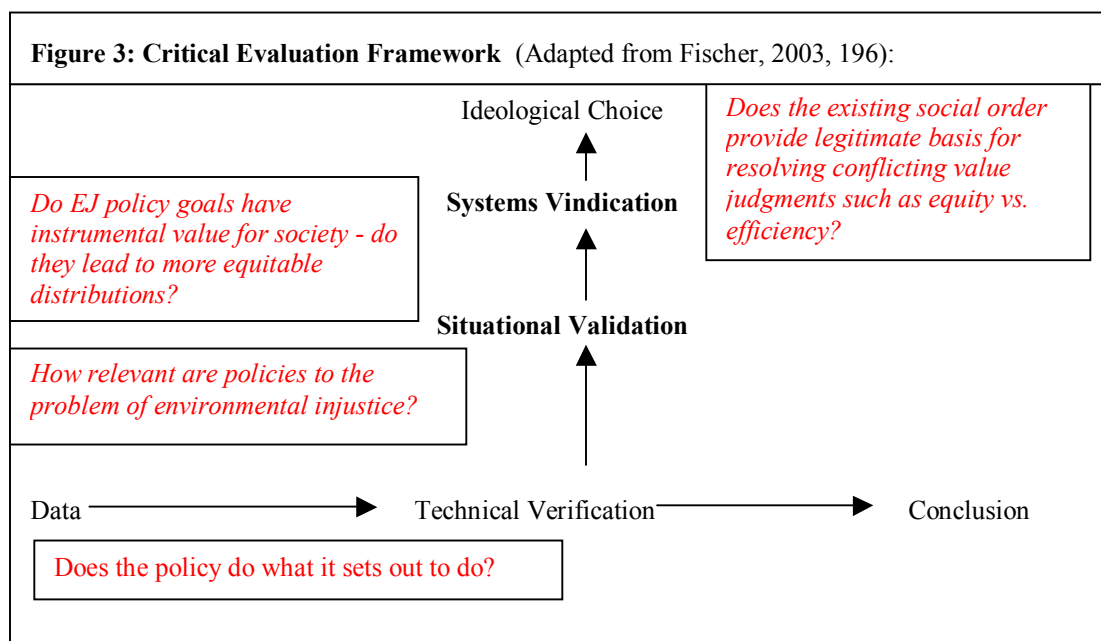 Figure 3: Critical Evaluation Framework (Adapted from Fischer, 2003, 196):
Ideological Choice
Does the existing social order
provide legitimate basis for
resolving conflicting value
judgments such as equity vs.
efficiency?
Systems Vindication
Do EJ policy goals have
instrumental value for society - do
they lead to more equitable
distributions?
Situational Validation
How relevant are policies to the
problem of environmental injustice?
Data
Technical Verification
Conclusion
Does the policy do what it sets out to do?